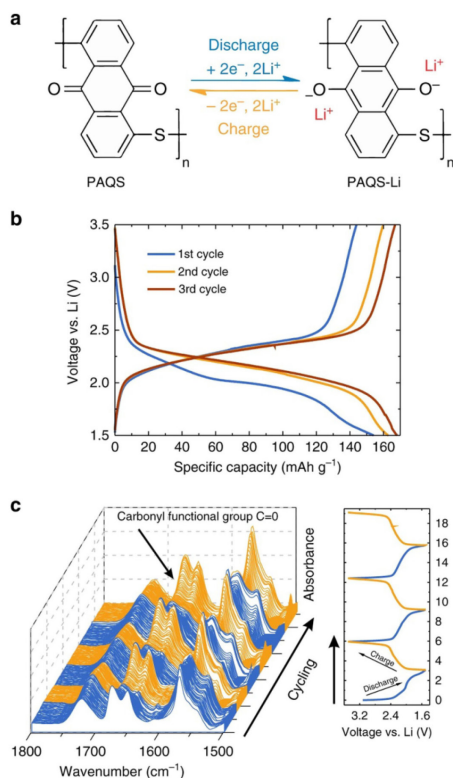 a
Discharge
+ 2e⁻, 2Li⁺
− 2e⁻, 2Li⁺
Charge
O
O
S
n
PAQS
Li⁺
O⁻
⁻O
Li⁺
S
n
PAQS-Li
b
Voltage vs. Li (V)
3.5
3.0
2.5
2.0
1.5
1st cycle
2nd cycle
3rd cycle
0 20 40 60 80 100 120 140 160
Specific capacity (mAh g⁻¹)
c
Carbonyl functional group C=0
Absorbance
Cycling
1800 1700 1600 1500
Wavenumber (cm⁻¹)
18
16
14
12
10
8
6
4
2
0
Charge
Discharge
3.4 2.4 1.6
Voltage vs. Li (V)